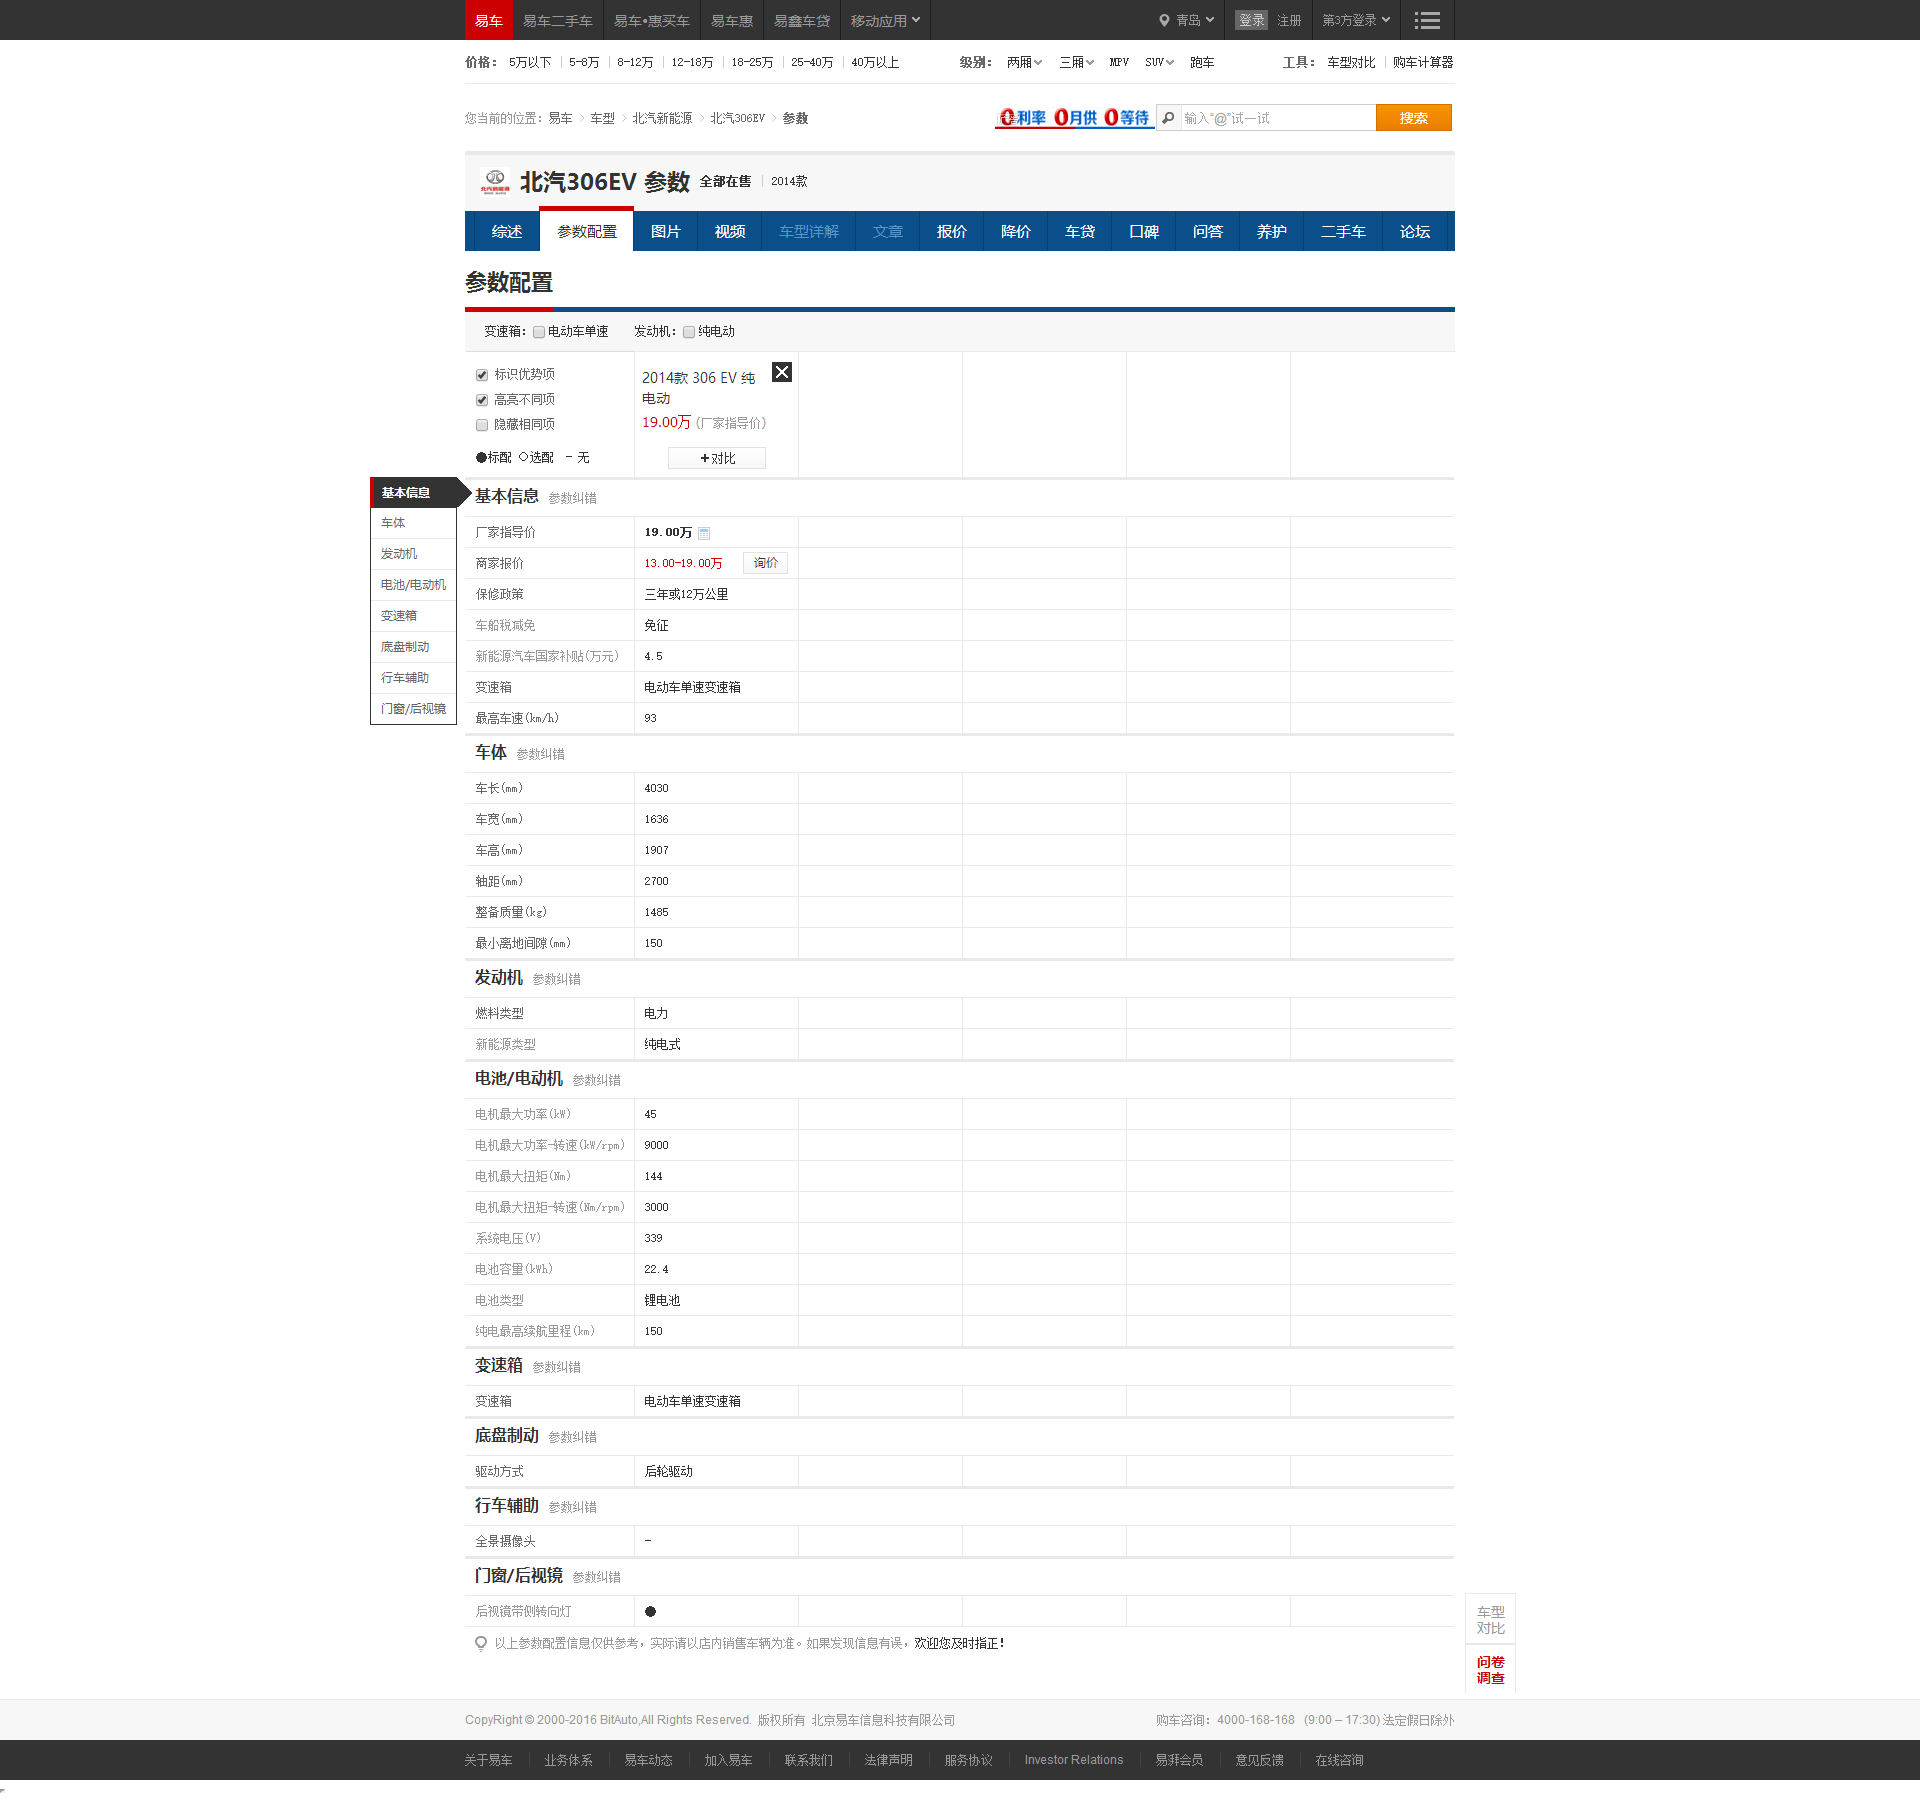 易车 易车二手车 易车•惠买车 易车惠 易鑫车贷 移动应用 青岛 登录 注册 第3方登录
价格： 5万以下 5-8万 8-12万 12-18万 18-25万 25-40万 40万以上 级别： 两厢 三厢 MPV SUV 跑车 工具： 车型对比 购车计算器
您当前的位置：易车 > 车型 > 北汽新能源 > 北汽306EV > 参数 0利率 0月供 0等待 输入“@”试一试 搜索
北汽306EV 参数 全部在售 2014款
综述 参数配置 图片 视频 车型详解 文章 报价 降价 车贷 口碑 问答 养护 二手车 论坛
参数配置
变速箱： 电动车单速 发动机： 纯电动
标识优势项
高亮不同项
隐藏相同项
●标配 ○选配 - 无
2014款 306 EV 纯
电动
19.00万 (厂家指导价)
+对比
基本信息
车体
发动机
电池/电动机
变速箱
底盘制动
行车辅助
门窗/后视镜
基本信息 参数纠错
厂家指导价 19.00万
商家报价 13.00-19.00万 询价
保修政策 三年或12万公里
车船税减免 免征
新能源汽车国家补贴(万元) 4.5
变速箱 电动车单速变速箱
最高车速(km/h) 93
车体 参数纠错
车长(mm) 4030
车宽(mm) 1636
车高(mm) 1907
轴距(mm) 2700
整备质量(kg) 1485
最小离地间隙(mm) 150
发动机 参数纠错
燃料类型 电力
新能源类型 纯电式
电池/电动机 参数纠错
电机最大功率(kW) 45
电机最大功率-转速(kW/rpm) 9000
电机最大扭矩(Nm) 144
电机最大扭矩-转速(Nm/rpm) 3000
系统电压(V) 339
电池容量(kWh) 22.4
电池类型 锂电池
纯电最高续航里程(km) 150
变速箱 参数纠错
变速箱 电动车单速变速箱
底盘制动 参数纠错
驱动方式 后轮驱动
行车辅助 参数纠错
全景摄像头 -
门窗/后视镜 参数纠错
后视镜带侧转向灯 ●
以上参数配置信息仅供参考，实际请以店内销售车辆为准。如果发现信息有误，欢迎您及时指正！
车型
对比
问卷
调查
CopyRight © 2000-2016 BitAuto,All Rights Reserved. 版权所有 北京易车信息科技有限公司 购车咨询：4000-168-168 (9:00 – 17:30) 法定假日除外
关于易车 业务体系 易车动态 加入易车 联系我们 法律声明 服务协议 Investor Relations 易湃会员 意见反馈 在线咨询